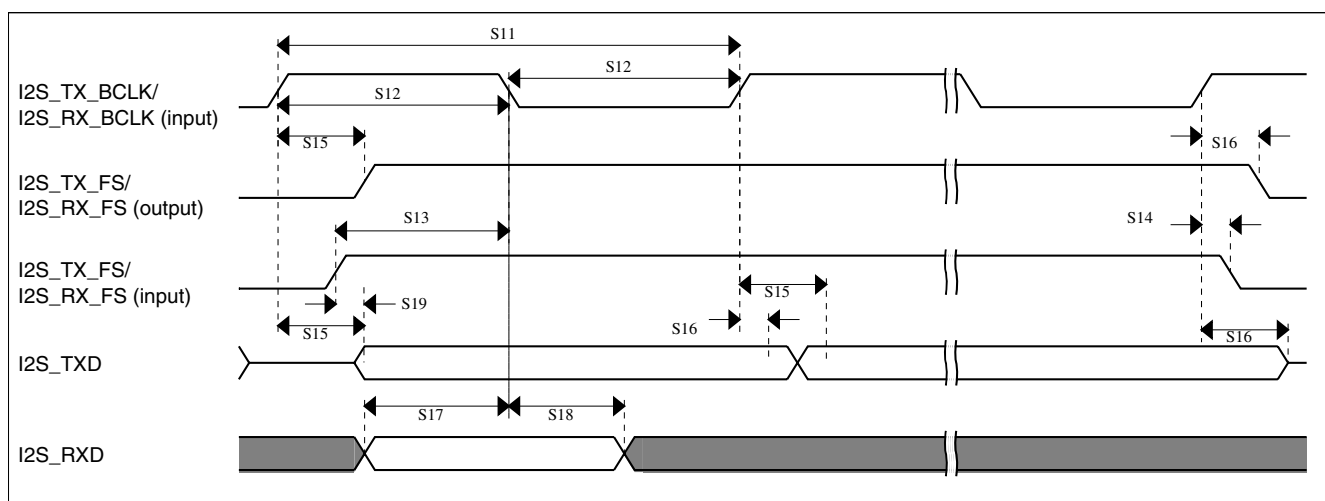 S11
I2S_TX_BCLK/
I2S_RX_BCLK (input)
S12
S12
S15
S16
I2S_TX_FS/
I2S_RX_FS (output)
S13
S14
I2S_TX_FS/
I2S_RX_FS (input)
S19
S15
S15
S16
S16
I2S_TXD
S17
S18
I2S_RXD